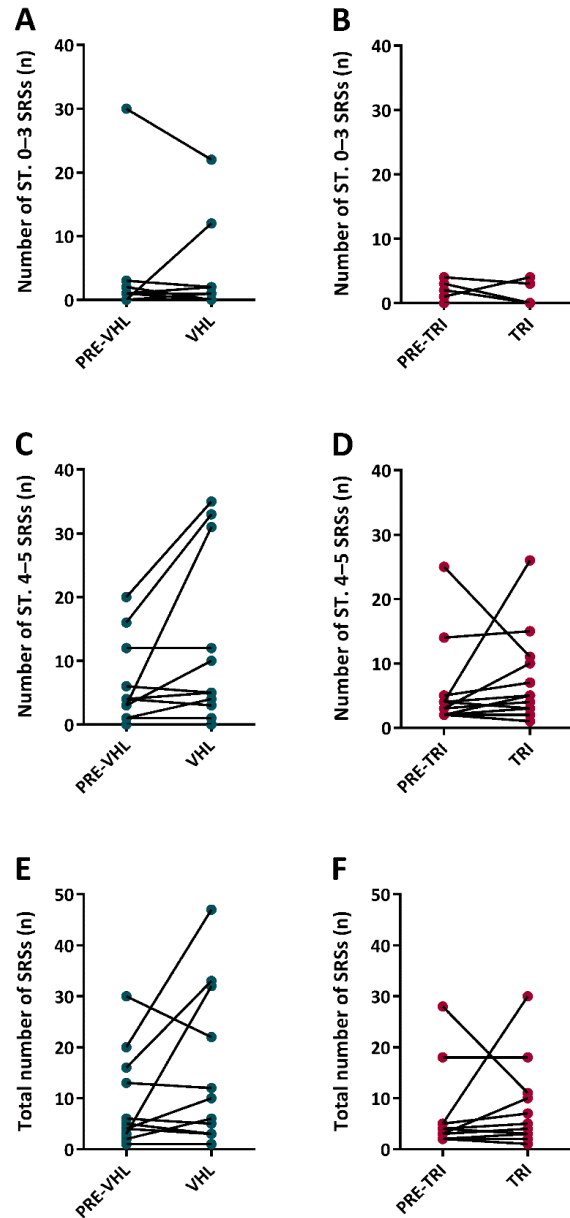 A
Number of ST. 0–3 SRSs (n)
40
30
20
10
0
PRE-VHL
VHL
B
Number of ST. 0–3 SRSs (n)
40
30
20
10
0
PRE-TRI
TRI
C
Number of ST. 4–5 SRSs (n)
40
30
20
10
0
PRE-VHL
VHL
D
Number of ST. 4–5 SRSs (n)
40
30
20
10
0
PRE-TRI
TRI
E
Total number of SRSs (n)
50
40
30
20
10
0
PRE-VHL
VHL
F
Total number of SRSs (n)
50
40
30
20
10
0
PRE-TRI
TRI